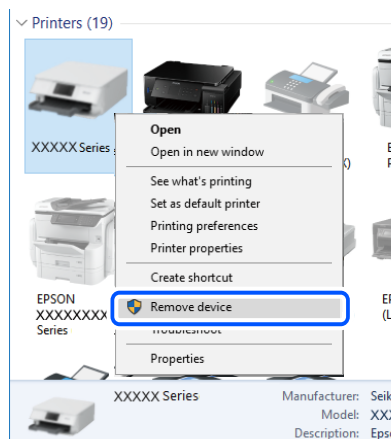 Printers (19)
XXXXX Series
Open
Open in new window
See what's printing
Set as default printer
Printing preferences
Printer properties
Create shortcut
EPSON
XXXXXXXX
Series
Remove device
Troubleshoot
Properties
XXXXX Series
Manufacturer:
Model:
Description: